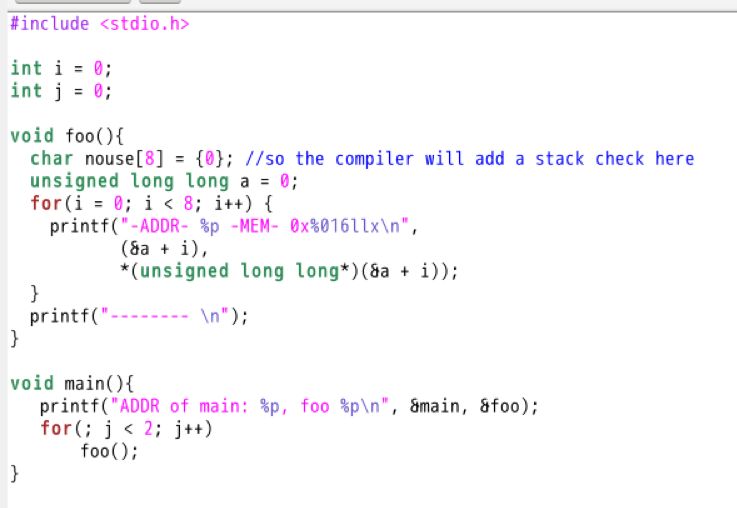 #include <stdio.h>
int i = 0;
int j = 0;
void foo(){
char nouse[8] = {0}; //so the compiler will add a stack check here
unsigned long long a = 0;
for(i = 0; i < 8; i++) {
printf("-ADDR- %p -MEM- 0x%016llx\n",
(&a + i),
*(unsigned long long*)(&a + i));
}
printf("-------- \n");
}
void main(){
printf("ADDR of main: %p, foo %p\n", &main, &foo);
for(; j < 2; j++)
foo();
}